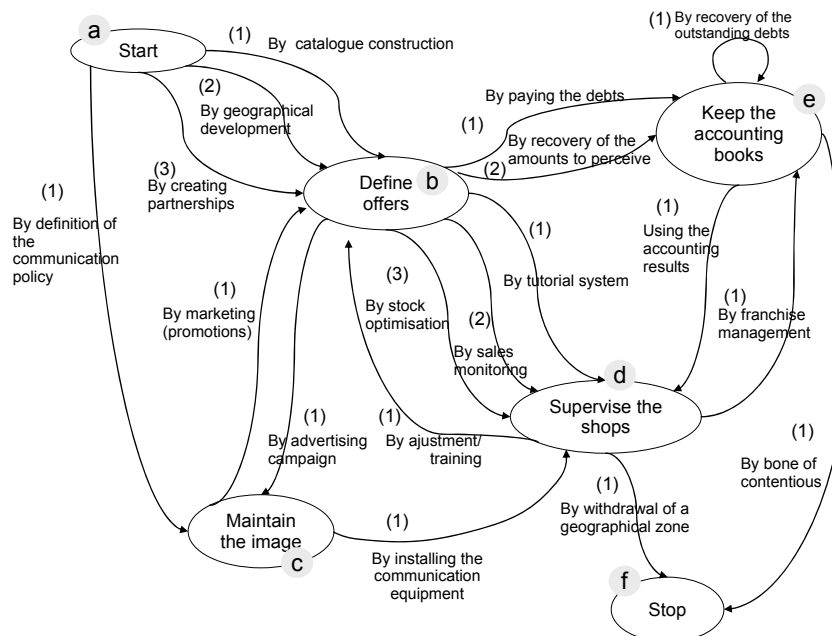 a
Start
(1)
By catalogue construction
(2)
By geographical
development
(3)
By creating
partnerships
(1)
By definition of
the
communication
policy
(1)
By recovery of the
outstanding debts
e
Keep the
accounting
books
By paying the debts
(1)
By recovery of the
amounts to perceive
(2)
b
Define
offers
(1)
By tutorial system
(1)
Using the
accounting
results
(1)
By franchise
management
(1)
By marketing
(promotions)
(3)
By stock
optimisation
(2)
By sales
monitoring
d
Supervise the
shops
(1)
By advertising
campaign
(1)
By ajustment/
training
(1)
By bone of
contentious
(1)
By withdrawal of a
geographical zone
Maintain
the image
c
(1)
By installing the
communication
equipment
f
Stop